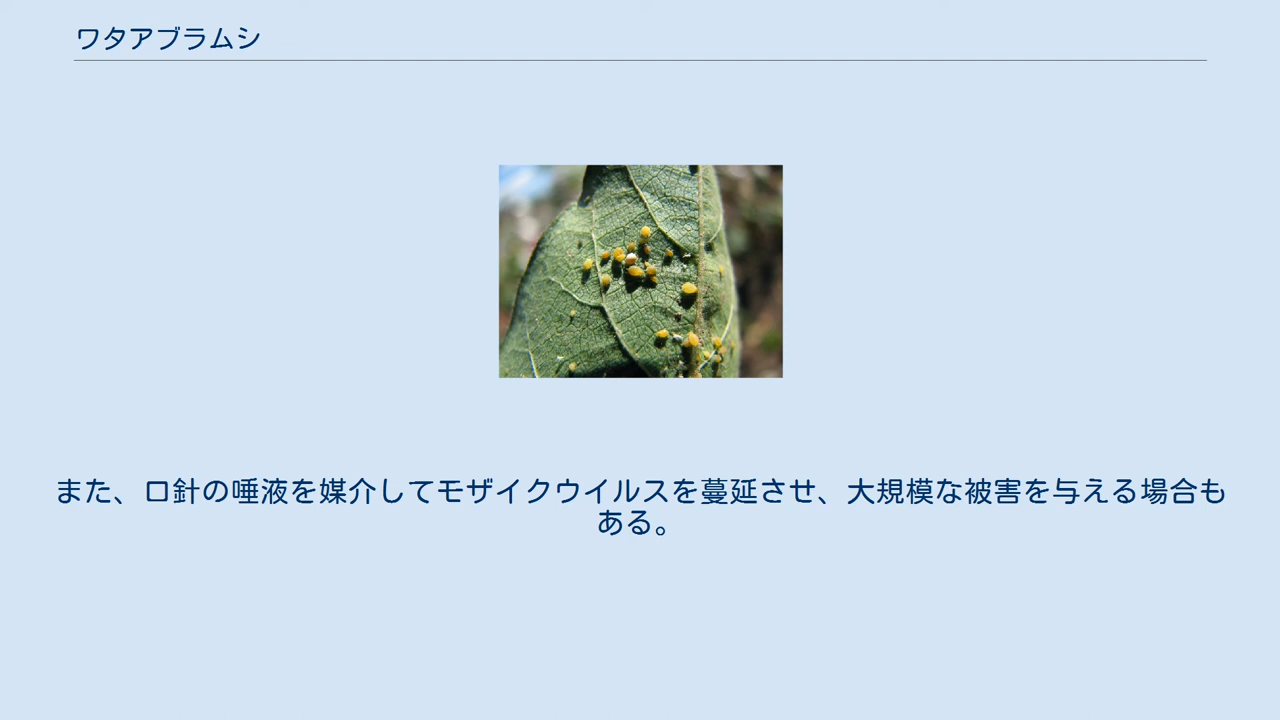 ワタアブラムシ
また、口針の唾液を媒介してモザイクウイルスを蔓延させ、大規模な被害を与える場合も
ある。